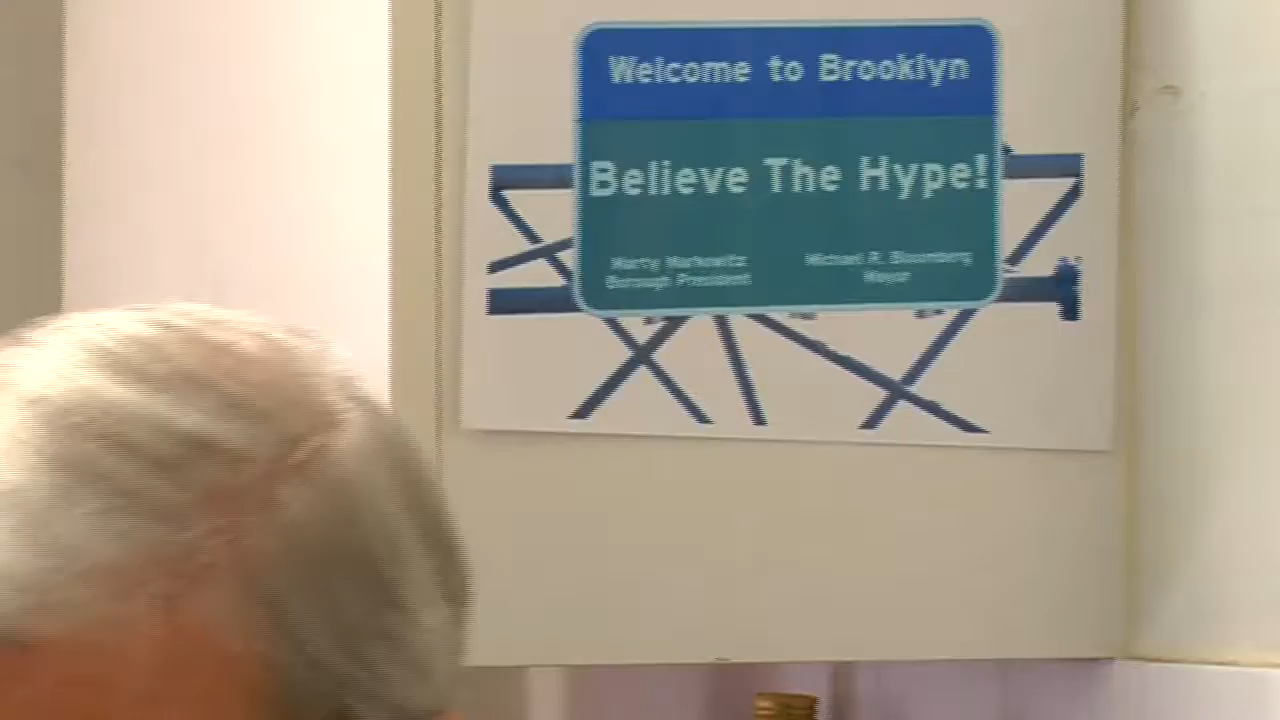 Welcome to Brooklyn
Believe The Hype!
Marty Markowitz
Borough President
Michael R. Bloomberg
Mayor